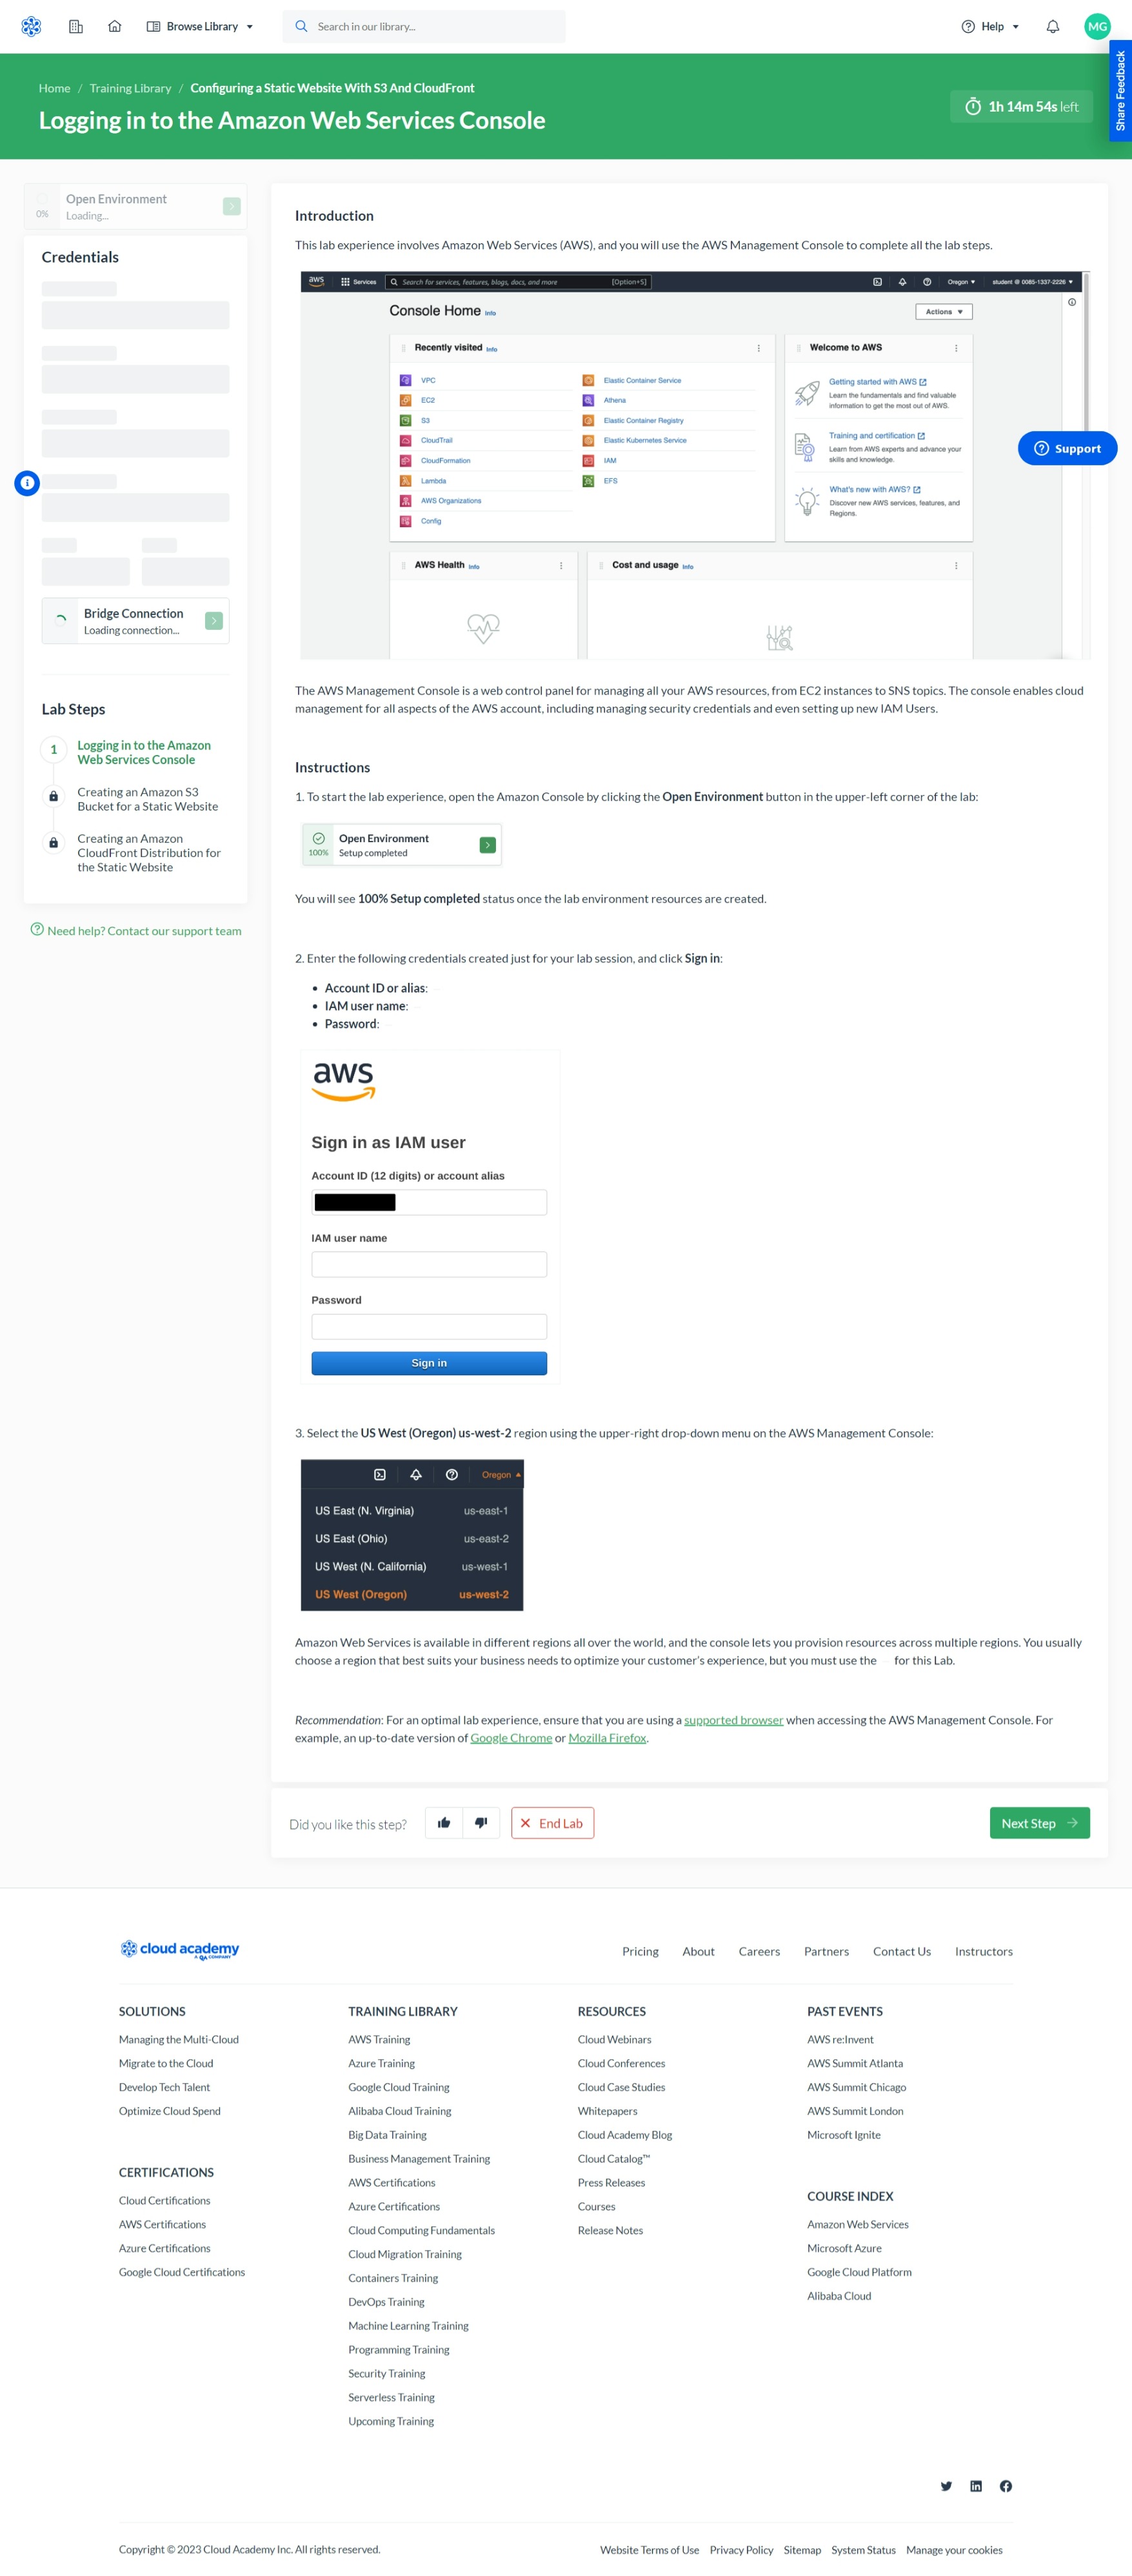 Browse Library
Search in our library...
Help
MG
Share Feedback
Home / Training Library / Configuring a Static Website With S3 And CloudFront
Logging in to the Amazon Web Services Console
1h 14m 54s left
0%
Open Environment
Loading...
Credentials
Bridge Connection
Loading connection...
Lab Steps
1
Logging in to the Amazon
Web Services Console
Creating an Amazon S3
Bucket for a Static Website
Creating an Amazon
CloudFront Distribution for
the Static Website
Need help? Contact our support team
Introduction
This lab experience involves Amazon Web Services (AWS), and you will use the AWS Management Console to complete all the lab steps.
aws
Services
Search for services, features, blogs, docs, and more
[Option+S]
Oregon
student @ 0085-1337-2226
Console Home Info
Actions
Recently visited Info
VPC
EC2
S3
CloudTrail
CloudFormation
Lambda
AWS Organizations
Config
Elastic Container Service
Athena
Elastic Container Registry
Elastic Kubernetes Service
IAM
EFS
Welcome to AWS
Getting started with AWS
Learn the fundamentals and find valuable
information to get the most out of AWS.
Training and certification
Learn from AWS experts and advance your
skills and knowledge.
What's new with AWS?
Discover new AWS services, features, and
Regions.
AWS Health Info
Cost and usage Info
Support
The AWS Management Console is a web control panel for managing all your AWS resources, from EC2 instances to SNS topics. The console enables cloud
management for all aspects of the AWS account, including managing security credentials and even setting up new IAM Users.
Instructions
1. To start the lab experience, open the Amazon Console by clicking the Open Environment button in the upper-left corner of the lab:
100%
Open Environment
Setup completed
You will see 100% Setup completed status once the lab environment resources are created.
2. Enter the following credentials created just for your lab session, and click Sign in:
• Account ID or alias:
• IAM user name:
• Password:
aws
Sign in as IAM user
Account ID (12 digits) or account alias
IAM user name
Password
Sign in
3. Select the US West (Oregon) us-west-2 region using the upper-right drop-down menu on the AWS Management Console:
Oregon
US East (N. Virginia) us-east-1
US East (Ohio) us-east-2
US West (N. California) us-west-1
US West (Oregon) us-west-2
Amazon Web Services is available in different regions all over the world, and the console lets you provision resources across multiple regions. You usually
choose a region that best suits your business needs to optimize your customer's experience, but you must use the for this Lab.
Recommendation: For an optimal lab experience, ensure that you are using a supported browser when accessing the AWS Management Console. For
example, an up-to-date version of Google Chrome or Mozilla Firefox.
Did you like this step?
End Lab
Next Step
cloud academy
A QA COMPANY
Pricing
About
Careers
Partners
Contact Us
Instructors
SOLUTIONS
Managing the Multi-Cloud
Migrate to the Cloud
Develop Tech Talent
Optimize Cloud Spend
CERTIFICATIONS
Cloud Certifications
AWS Certifications
Azure Certifications
Google Cloud Certifications
TRAINING LIBRARY
AWS Training
Azure Training
Google Cloud Training
Alibaba Cloud Training
Big Data Training
Business Management Training
AWS Certifications
Azure Certifications
Cloud Computing Fundamentals
Cloud Migration Training
Containers Training
DevOps Training
Machine Learning Training
Programming Training
Security Training
Serverless Training
Upcoming Training
RESOURCES
Cloud Webinars
Cloud Conferences
Cloud Case Studies
Whitepapers
Cloud Academy Blog
Cloud Catalog™
Press Releases
Courses
Release Notes
PAST EVENTS
AWS re:Invent
AWS Summit Atlanta
AWS Summit Chicago
AWS Summit London
Microsoft Ignite
COURSE INDEX
Amazon Web Services
Microsoft Azure
Google Cloud Platform
Alibaba Cloud
Copyright © 2023 Cloud Academy Inc. All rights reserved.
Website Terms of Use
Privacy Policy
Sitemap
System Status
Manage your cookies